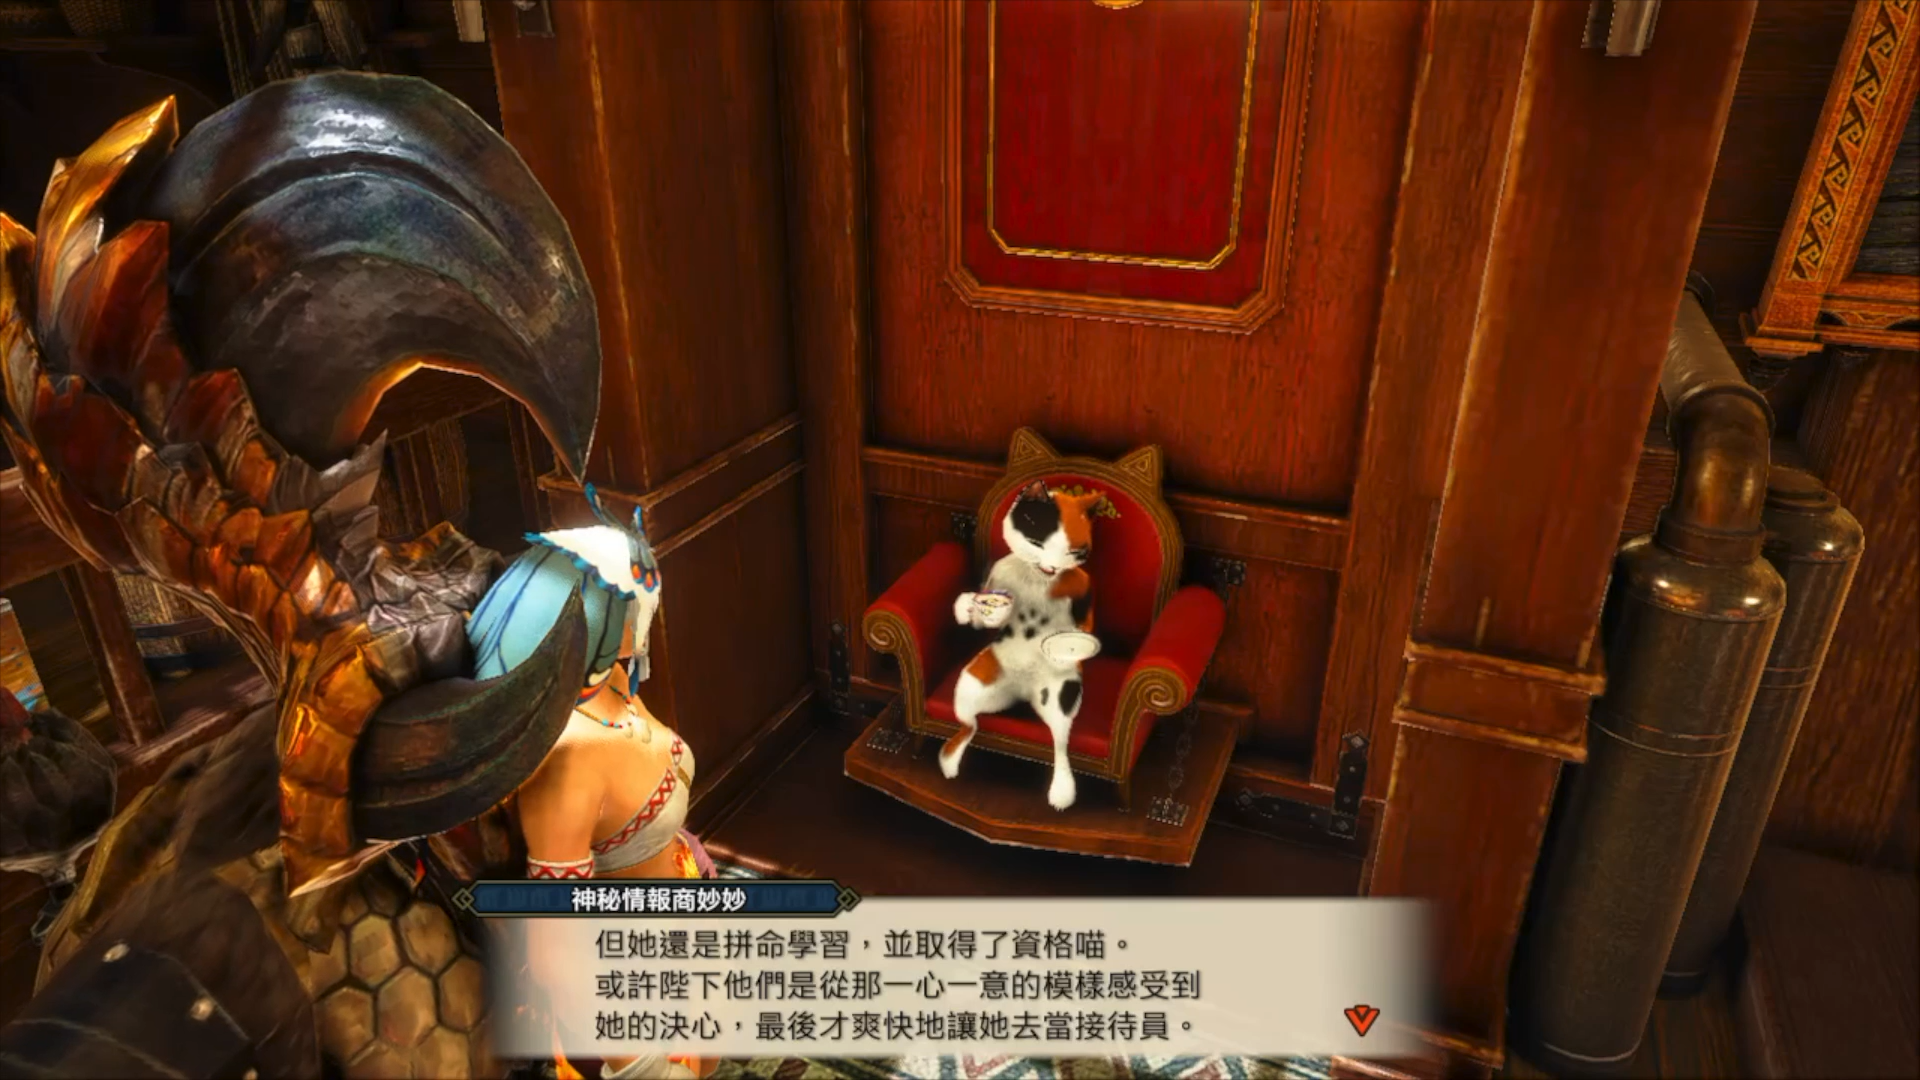 神秘情報商妙妙
但她還是拼命學習，並取得了資格喵。
或許陛下他們是從那一心一意的模樣感受到
她的決心，最後才爽快地讓她去當接待員。